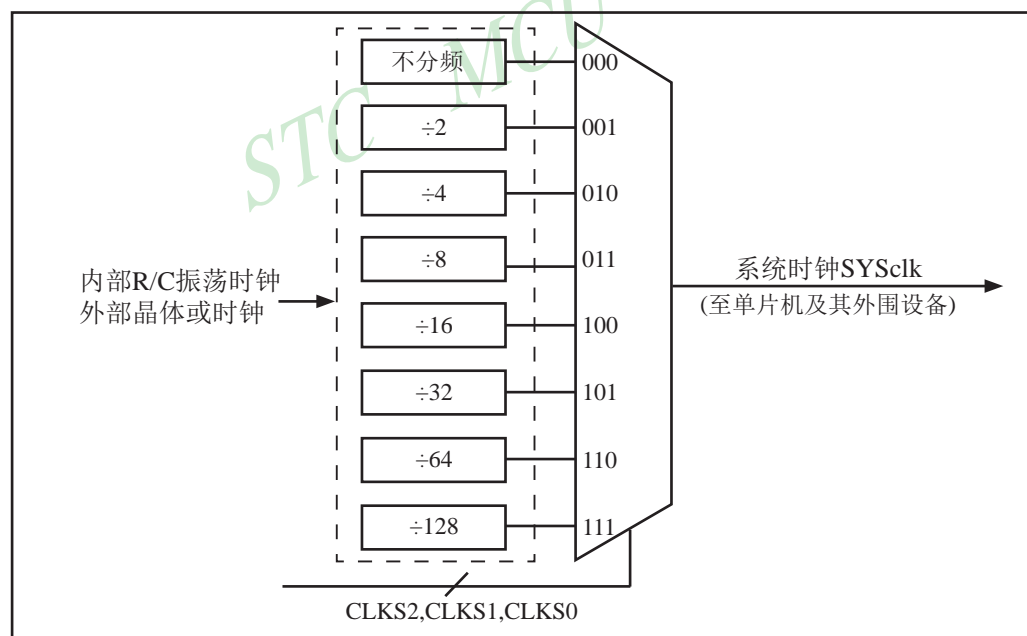 STC MCU
不分频
000
÷2
001
÷4
010
÷8
011
÷16
100
÷32
101
÷64
110
÷128
111
内部R/C振荡时钟
外部晶体或时钟
系统时钟SYSclk
(至单片机及其外围设备)
CLKS2,CLKS1,CLKS0